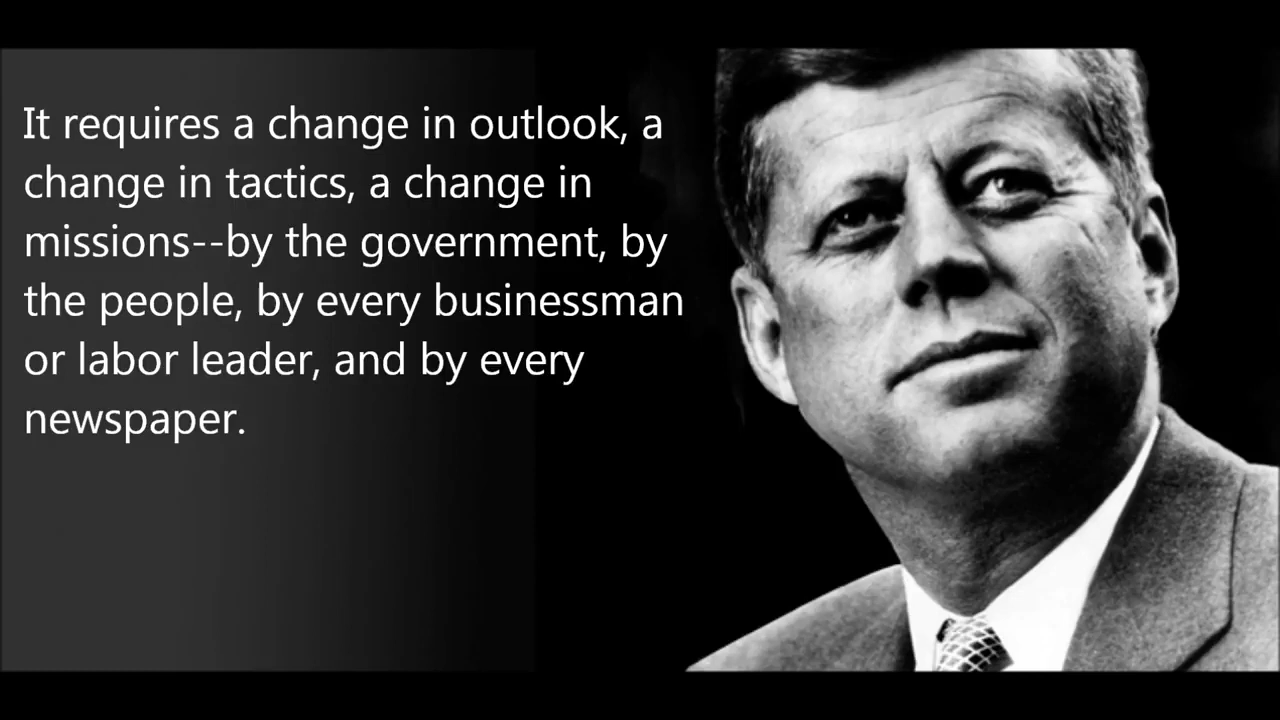 It requires a change in outlook, a
change in tactics, a change in
missions--by the government, by
the people, by every businessman
or labor leader, and by every
newspaper.